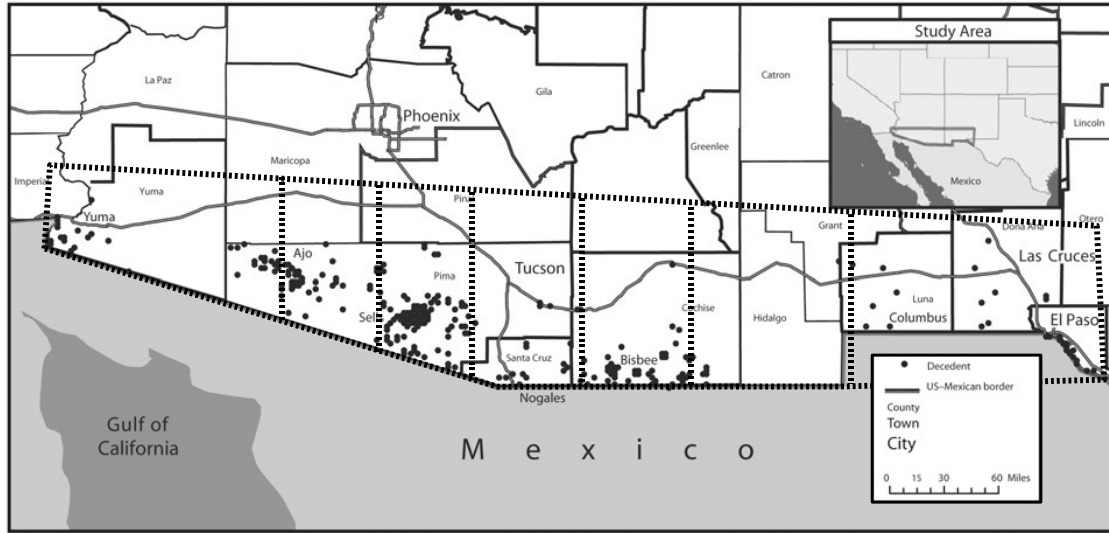 Study Area
La Paz
Gila
Catron
Phoenix
Lincoln
Greenlee
Maricopa
Mexico
Imperial
Yuma
Pinal
Otero
Yuma
Grant
Dona Ana
Ajo
Las Cruces
Tucson
Pima
Cochise
Luna
Hidalgo
Columbus
El Paso
Santa Cruz
Bisbee
Nogales
Decedent
US–Mexican border
County
Town
City
0 15 30 60 Miles
Gulf of
California
Mexico